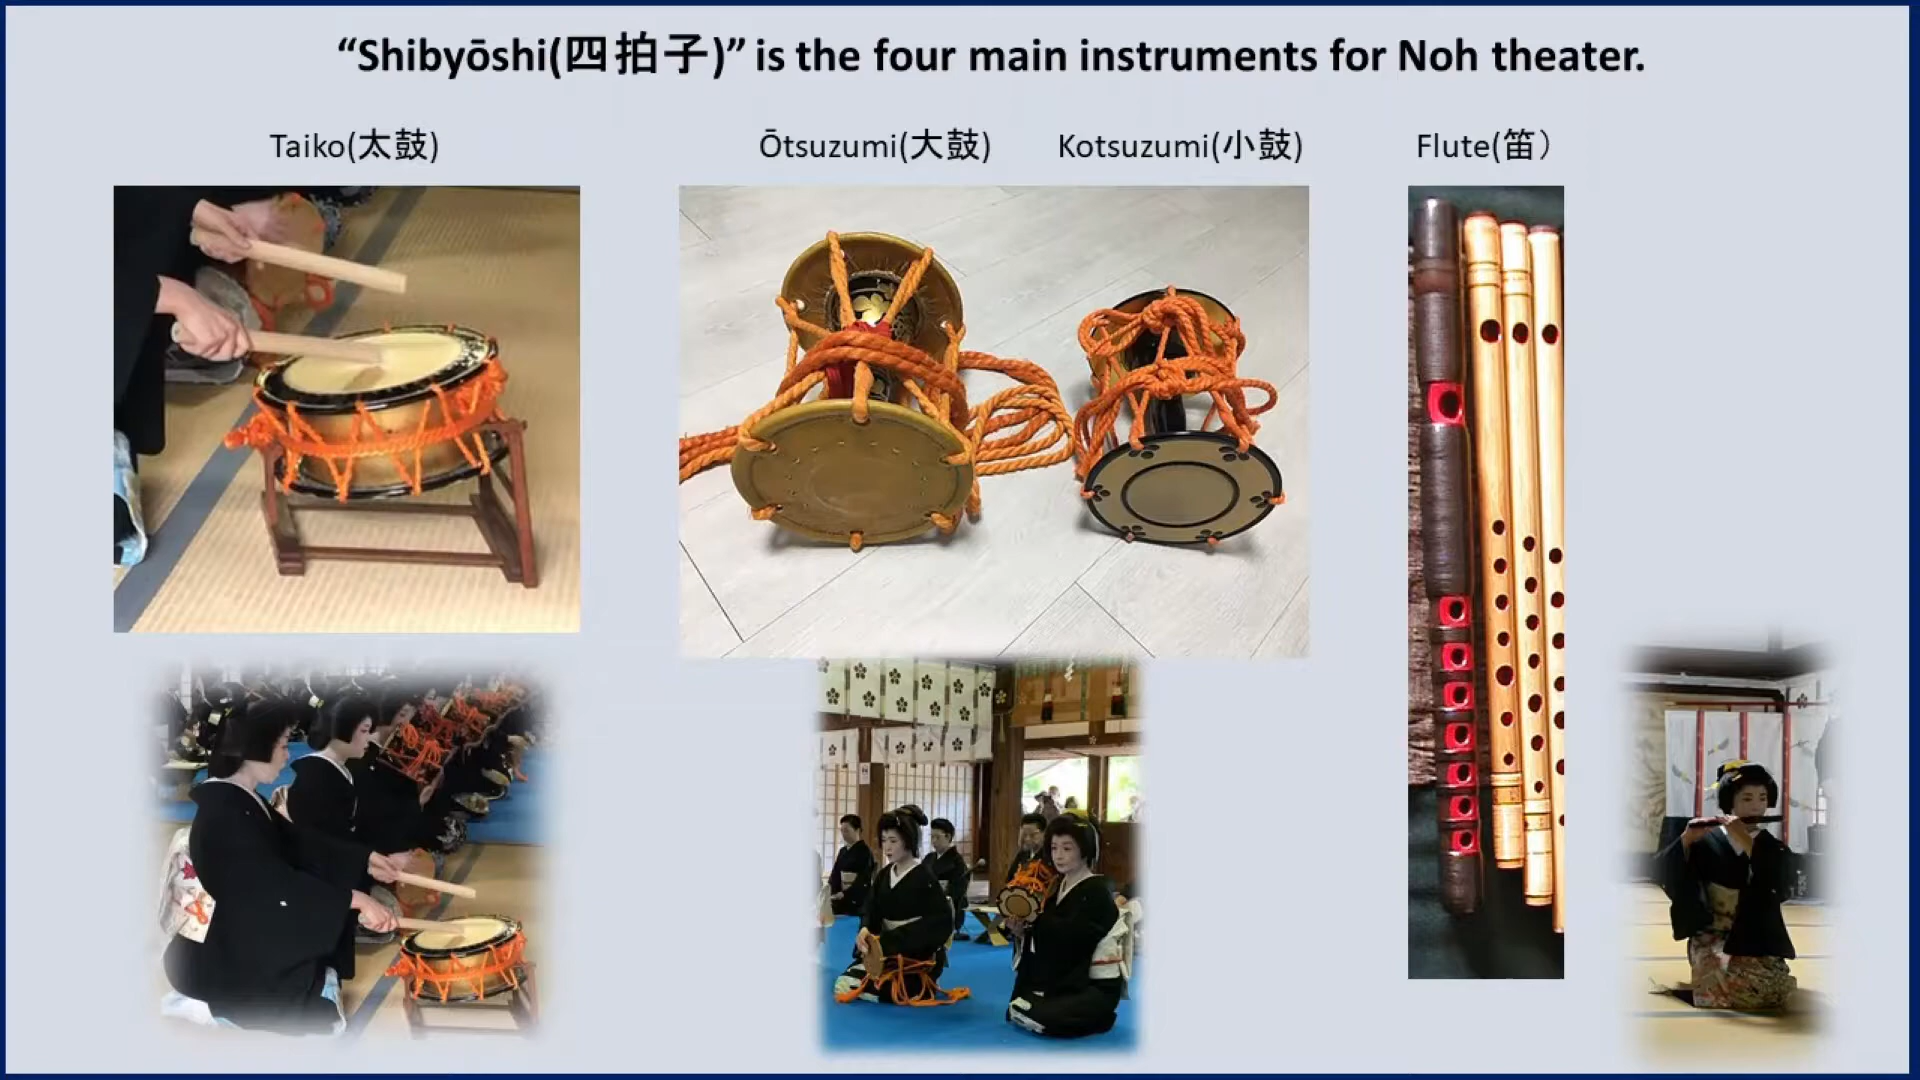 “Shibyōshi(四拍子)” is the four main instruments for Noh theater.
Taiko(太鼓)
Ōtsuzumi(大鼓)
Kotsuzumi(小鼓)
Flute(笛）